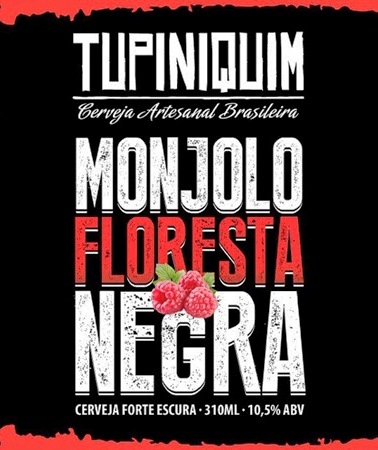 TUPINIQUIM
Cerveja Artesanal Brasileira
MONJOLO
FLORESTA
NEGRA
CERVEJA FORTE ESCURA · 310ML · 10,5% ABV